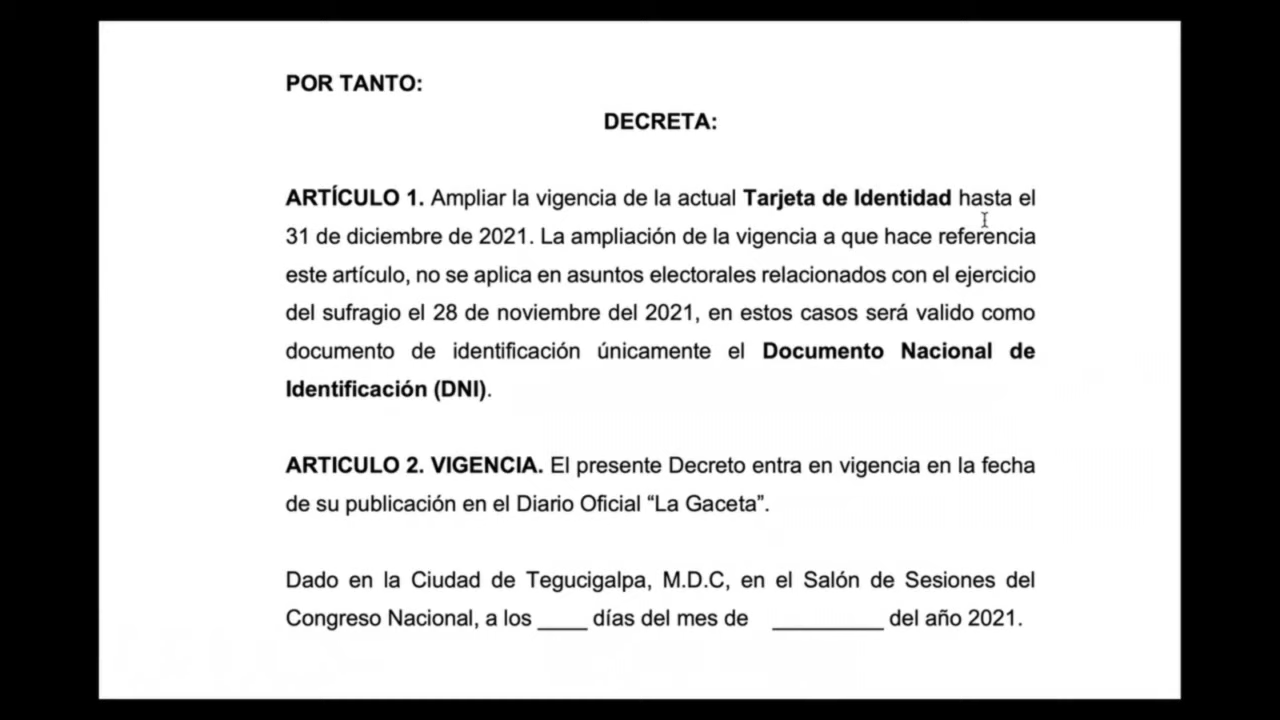 POR TANTO:
DECRETA:
ARTÍCULO 1. Ampliar la vigencia de la actual Tarjeta de Identidad hasta el
31 de diciembre de 2021. La ampliación de la vigencia a que hace referencia
este artículo, no se aplica en asuntos electorales relacionados con el ejercicio
del sufragio el 28 de noviembre del 2021, en estos casos será valido como
documento de identificación únicamente el Documento Nacional de
Identificación (DNI).
ARTICULO 2. VIGENCIA. El presente Decreto entra en vigencia en la fecha
de su publicación en el Diario Oficial “La Gaceta”.
Dado en la Ciudad de Tegucigalpa, M.D.C, en el Salón de Sesiones del
Congreso Nacional, a los ____ días del mes de _________ del año 2021.